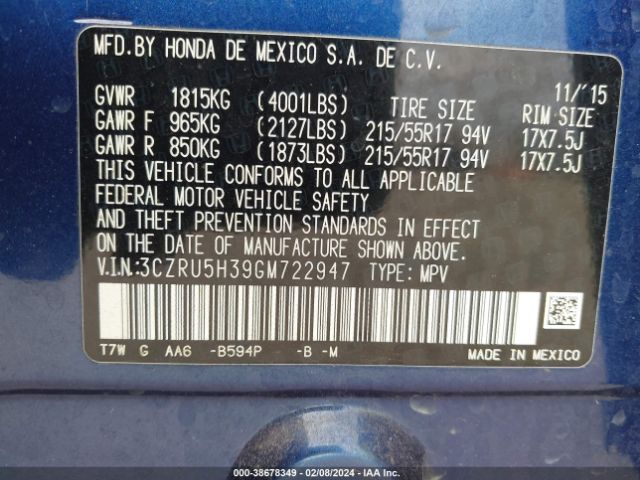 MFD.BY HONDA DE MEXICO S.A. DE C.V.
11/'15
GVWR 1815KG (4001LBS) TIRE SIZE RIM SIZE
GAWR F 965KG (2127LBS) 215/55R17 94V 17X7.5J
GAWR R 850KG (1873LBS) 215/55R17 94V 17X7.5J
THIS VEHICLE CONFORMS TO ALL APPLICABLE
FEDERAL MOTOR VEHICLE SAFETY
AND THEFT PREVENTION STANDARDS IN EFFECT
ON THE DATE OF MANUFACTURE SHOWN ABOVE.
V.I.N:3CZRU5H39GM722947 TYPE: MPV
T7W G AA6 -B594P -B -M MADE IN MEXICO
©COPART 38678349 - 02/08/2024 - IAA Inc.